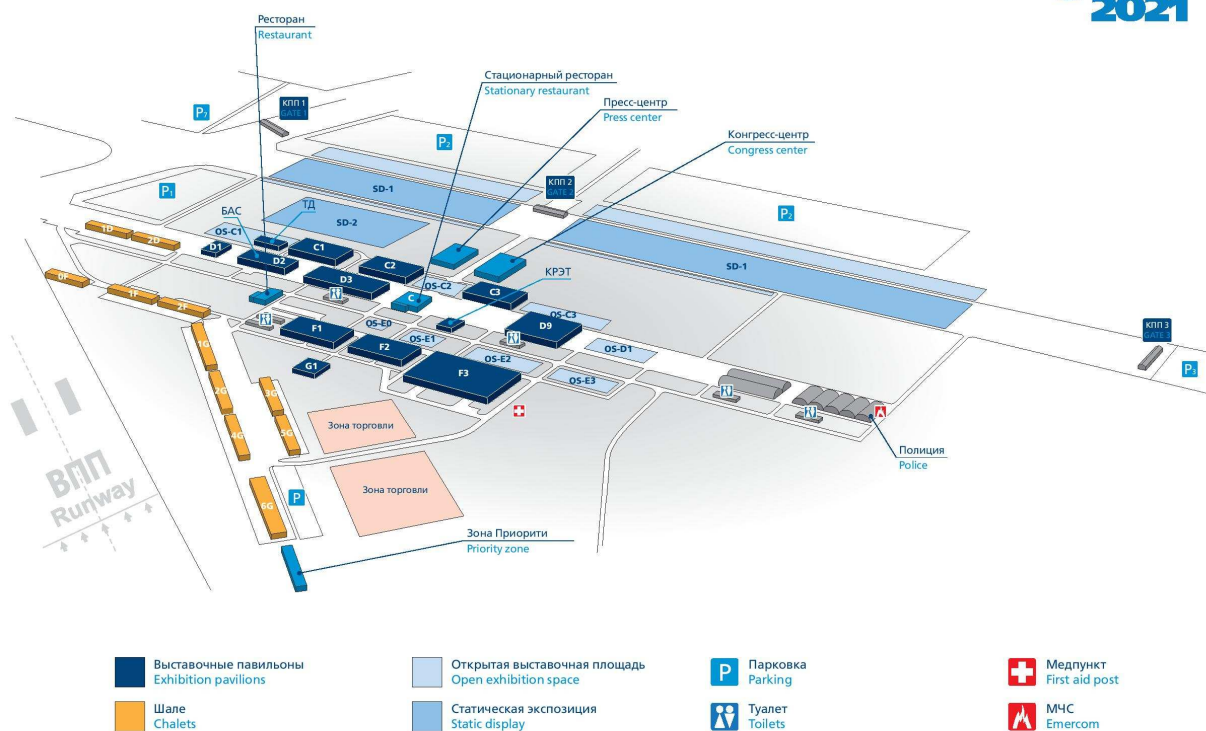 2021
Ресторан
Restaurant
Стационарный ресторан
Stationary restaurant
Пресс-центр
Press center
Конгресс-центр
Congress center
P7
КПП 1
GATE 1
P2
КПП 2
GATE 2
P1
SD-1
P2
БАС
ТД
OS-C1
SD-2
1D
2D
D1
D2
C1
C2
SD-1
0F
1F
2F
D3
OS-C2
КРЭТ
C
C3
OS-C3
КПП 3
GATE 3
P3
F1
OS-E0
OS-E1
D9
F2
OS-E2
OS-D1
1G
G1
F3
OS-E3
2G
3G
4G
5G
Зона торговли
Полиция
Police
ВПП
Runway
6G
P
Зона торговли
Зона Приорити
Priority zone
Выставочные павильоны
Exhibition pavilions
Открытая выставочная площадь
Open exhibition space
P
Парковка
Parking
Медпункт
First aid post
Шале
Chalets
Статическая экспозиция
Static display
Туалет
Toilets
МЧС
Emercom